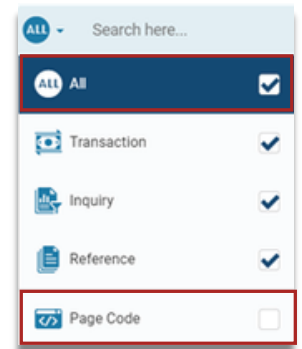 ALL Search here...
ALL All
Transaction
Inquiry
Reference
</> Page Code